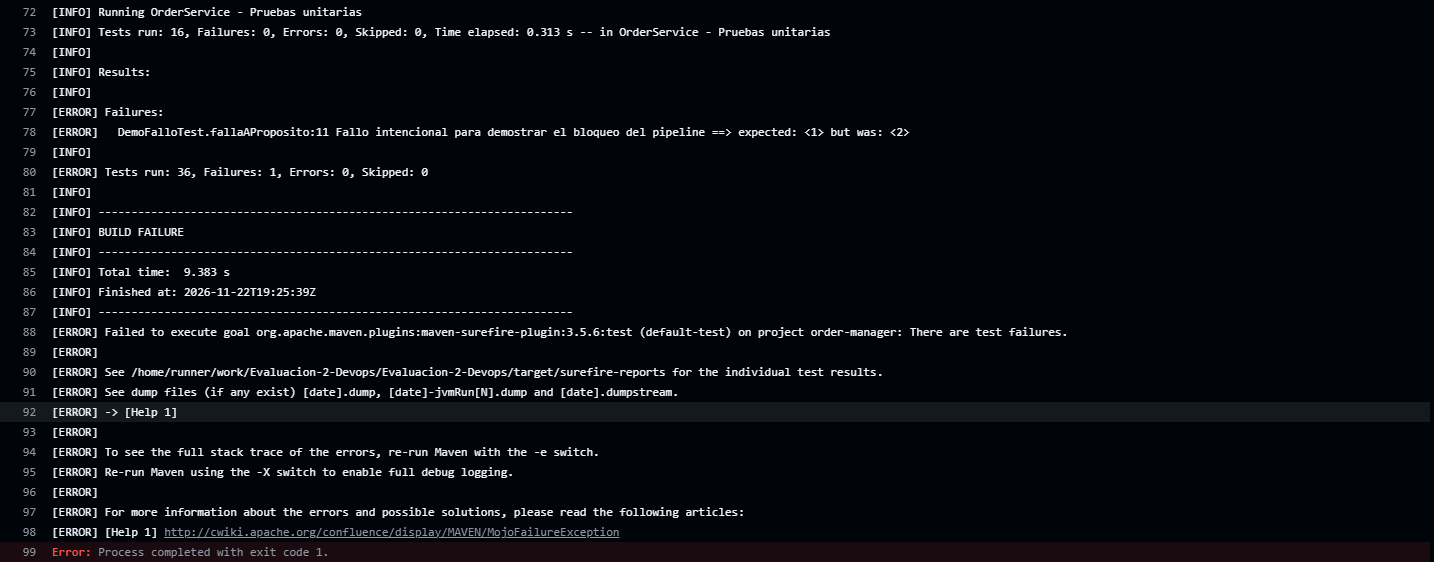 72 [INFO] Running OrderService - Pruebas unitarias
73 [INFO] Tests run: 16, Failures: 0, Errors: 0, Skipped: 0, Time elapsed: 0.313 s -- in OrderService - Pruebas unitarias
74 [INFO]
75 [INFO] Results:
76 [INFO]
77 [ERROR] Failures:
78 [ERROR]   DemoFalloTest.fallaAProposito:11 Fallo intencional para demostrar el bloqueo del pipeline ==> expected: <1> but was: <2>
79 [INFO]
80 [ERROR] Tests run: 36, Failures: 1, Errors: 0, Skipped: 0
81 [INFO]
82 [INFO] ------------------------------------------------------------------------
83 [INFO] BUILD FAILURE
84 [INFO] ------------------------------------------------------------------------
85 [INFO] Total time:  9.383 s
86 [INFO] Finished at: 2026-11-22T19:25:39Z
87 [INFO] ------------------------------------------------------------------------
88 [ERROR] Failed to execute goal org.apache.maven.plugins:maven-surefire-plugin:3.5.6:test (default-test) on project order-manager: There are test failures.
89 [ERROR]
90 [ERROR] See /home/runner/work/Evaluacion-2-Devops/Evaluacion-2-Devops/target/surefire-reports for the individual test results.
91 [ERROR] See dump files (if any exist) [date].dump, [date]-jvmRun[N].dump and [date].dumpstream.
92 [ERROR] -> [Help 1]
93 [ERROR]
94 [ERROR] To see the full stack trace of the errors, re-run Maven with the -e switch.
95 [ERROR] Re-run Maven using the -X switch to enable full debug logging.
96 [ERROR]
97 [ERROR] For more information about the errors and possible solutions, please read the following articles:
98 [ERROR] [Help 1] http://cwiki.apache.org/confluence/display/MAVEN/MojoFailureException
99 Error: Process completed with exit code 1.